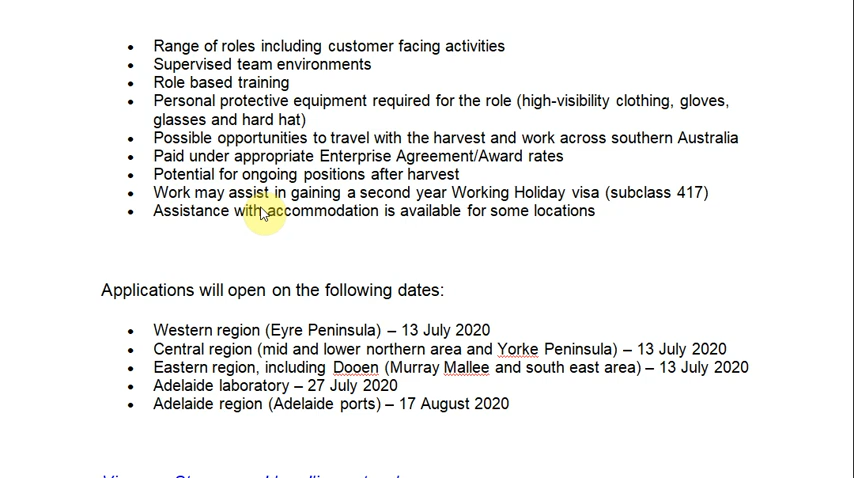 • Range of roles including customer facing activities
• Supervised team environments
• Role based training
• Personal protective equipment required for the role (high-visibility clothing, gloves,
glasses and hard hat)
• Possible opportunities to travel with the harvest and work across southern Australia
• Paid under appropriate Enterprise Agreement/Award rates
• Potential for ongoing positions after harvest
• Work may assist in gaining a second year Working Holiday visa (subclass 417)
• Assistance with accommodation is available for some locations
Applications will open on the following dates:
• Western region (Eyre Peninsula) – 13 July 2020
• Central region (mid and lower northern area and Yorke Peninsula) – 13 July 2020
• Eastern region, including Dooen (Murray Mallee and south east area) – 13 July 2020
• Adelaide laboratory – 27 July 2020
• Adelaide region (Adelaide ports) – 17 August 2020